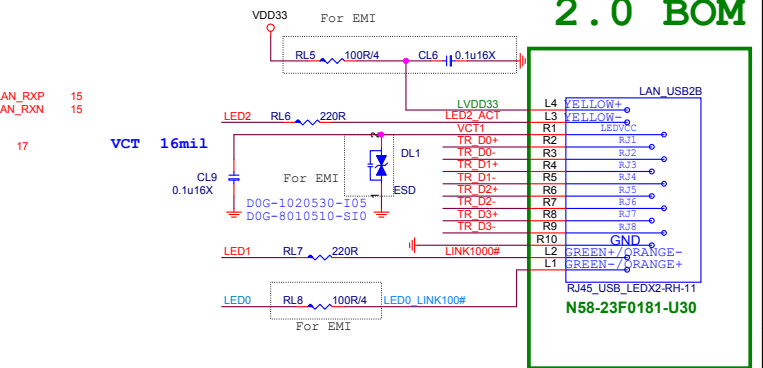 2.0 BOM
VDD33
For EMI
RL5
100R/4
CL6
0.1u16X
LAN_USB2B
AN_RXP 15
AN_RXN 15
LVDD33
L4
YELLOW+
LED2
RL6
220R
LED2_ACT
L3
YELLOW-
VCT1
R1
LEDVCC
17
VCT 16mil
2
TR_D0+
R2
RJ1
TR_D0-
R3
RJ2
DL1
TR_D1+
R4
RJ3
CL9
0.1u16X
For EMI
TR_D1-
R5
RJ4
1
ESD
TR_D2+
R6
RJ5
D0G-1020530-I05
D0G-8010510-SI0
TR_D2-
R7
RJ6
TR_D3+
R8
RJ7
TR_D3-
R9
RJ8
R10
GND
LED1
RL7
220R
LINK1000#
L2
GREEN+/ORANGE-
L1
GREEN-/ORANGE+
RJ45_USB_LEDX2-RH-11
LED0
RL8
100R/4
LED0_LINK100#
N58-23F0181-U30
For EMI